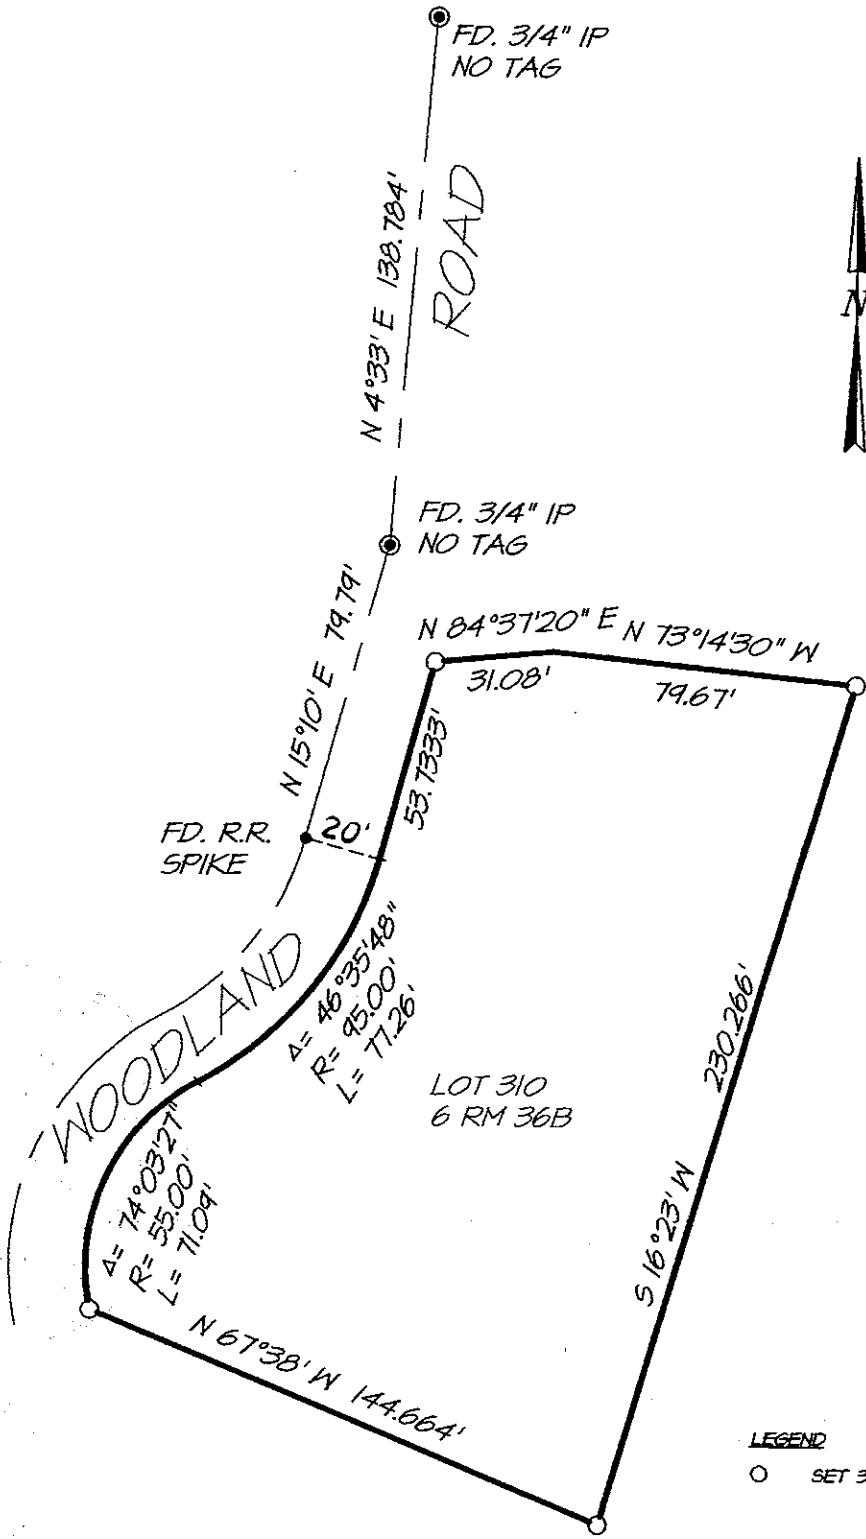 FD. 3/4" IP
NO TAG
N 4°33' E 138.784'
ROAD
N
FD. 3/4" IP
NO TAG
N 15°10' E 79.79'
N 84°37'20" E
31.08'
N 73°14'30" W
79.67'
53.7333'
FD. R.R.
SPIKE
20'
Δ= 46°35'48"
R= 95.00'
L= 77.26'
WOODLAND
LOT 310
6 RM 36B
230.266'
S 16°23' W
Δ= 74°03'27"
R= 55.00'
L= 71.09'
N 67°38' W 144.664'
LEGEND
SET 3